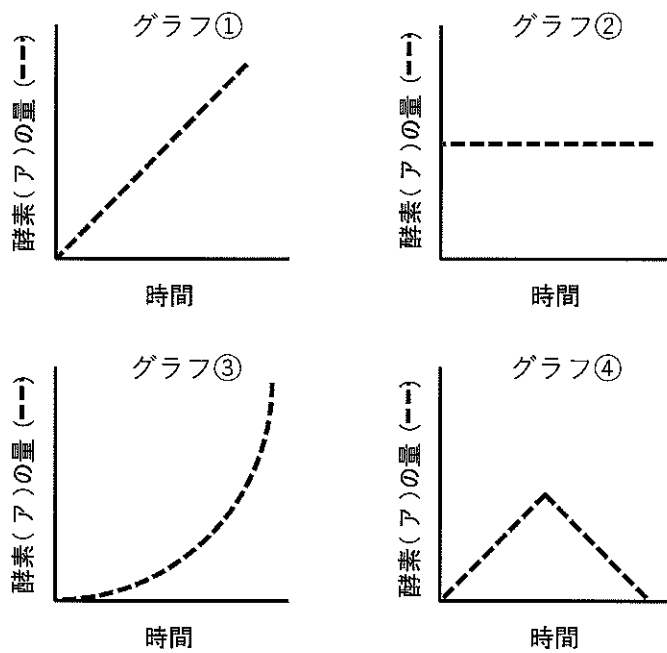 グラフ①
酵素(ア)の量(--)
時間
グラフ②
酵素(ア)の量(--)
時間
グラフ③
酵素(ア)の量(--)
時間
グラフ④
酵素(ア)の量(--)
時間